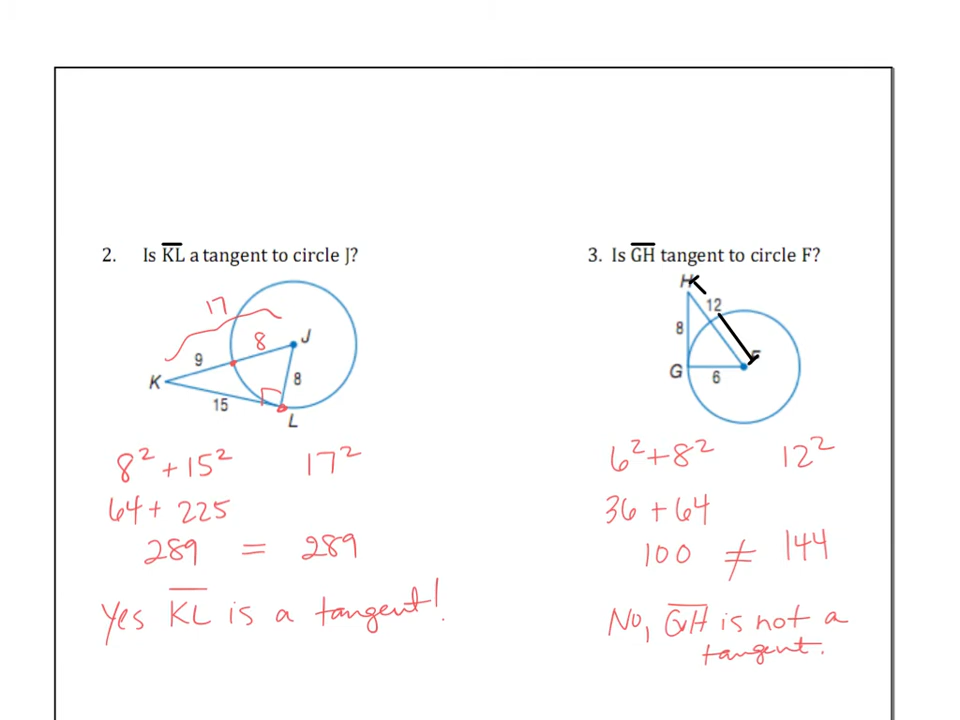 2. Is KL a tangent to circle J?
17
8
J
9
K
8
15
L
8² + 15² 17²
64 + 225
289 = 289
Yes KL is a tangent!
3. Is GH tangent to circle F?
H
12
8
G
6
6² + 8² 12²
36 + 64
100 ≠ 144
No, GH is not a
tangent.